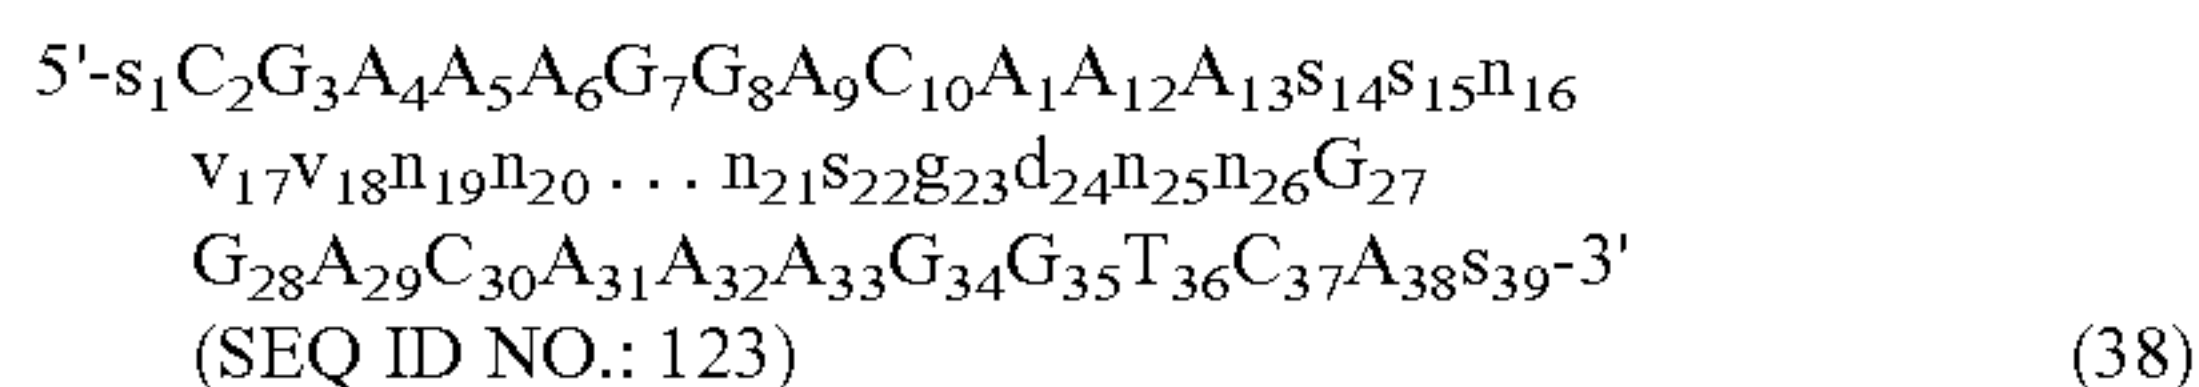 5'-s₁C₂G₃A₄A₅A₆G₇G₈A₉C₁₀A₁A₁₂A₁₃s₁₄s₁₅n₁₆
v₁₇v₁₈n₁₉n₂₀ . . . n₂₁s₂₂g₂₃d₂₄n₂₅n₂₆G₂₇
G₂₈A₂₉C₃₀A₃₁A₃₂A₃₃G₃₄G₃₅T₃₆C₃₇A₃₈s₃₉-3'
(SEQ ID NO.: 123) (38)